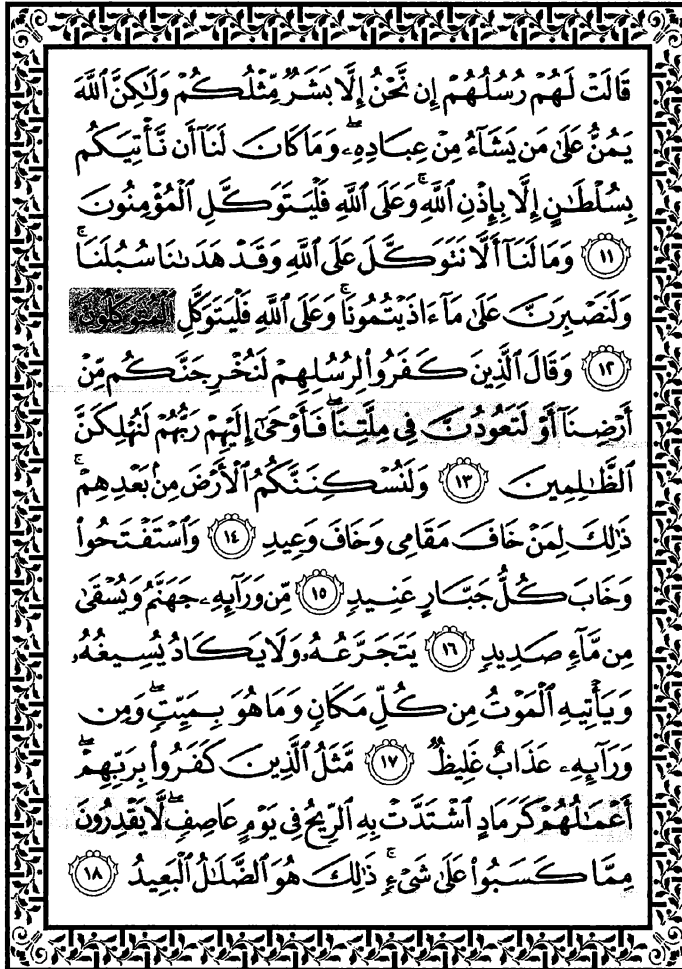 قَالَتْ لَهُمْ رُسُلُهُمْ إِن نَّحْنُ إِلَّا بَشَرٌ مِّثْلُكُمْ وَلَٰكِنَّ ٱللَّهَ
يَمُنُّ عَلَىٰ مَن يَشَآءُ مِنْ عِبَادِهِۦۖ وَمَا كَانَ لَنَآ أَن نَّأْتِيَكُم
بِسُلْطَٰنٍ إِلَّا بِإِذْنِ ٱللَّهِۚ وَعَلَى ٱللَّهِ فَلْيَتَوَكَّلِ ٱلْمُؤْمِنُونَ
١١ وَمَا لَنَآ أَلَّا نَتَوَكَّلَ عَلَى ٱللَّهِ وَقَدْ هَدَىٰنَا سُبُلَنَاۚ
وَلَنَصْبِرَنَّ عَلَىٰ مَآ ءَاذَيْتُمُونَاۚ وَعَلَى ٱللَّهِ فَلْيَتَوَكَّلِ ٱلْمُتَوَكِّلُونَ
١٢ وَقَالَ ٱلَّذِينَ كَفَرُوا۟ لِرُسُلِهِمْ لَنُخْرِجَنَّكُم مِّنْ
أَرْضِنَآ أَوْ لَتَعُودُنَّ فِى مِلَّتِنَاۖ فَأَوْحَىٰٓ إِلَيْهِمْ رَبُّهُمْ لَنُهْلِكَنَّ
ٱلظَّٰلِمِينَ ١٣ وَلَنُسْكِنَنَّكُمُ ٱلْأَرْضَ مِنۢ بَعْدِهِمْۚ
ذَٰلِكَ لِمَنْ خَافَ مَقَامِى وَخَافَ وَعِيدِ ١٤ وَٱسْتَفْتَحُوا۟
وَخَابَ كُلُّ جَبَّارٍ عَنِيدٍ ١٥ مِّن وَرَآئِهِۦ جَهَنَّمُ وَيُسْقَىٰ
مِن مَّآءٍ صَدِيدٍ ١٦ يَتَجَرَّعُهُۥ وَلَا يَكَادُ يُسِيغُهُۥ
وَيَأْتِيهِ ٱلْمَوْتُ مِن كُلِّ مَكَانٍ وَمَا هُوَ بِمَيِّتٍۖ وَمِن
وَرَآئِهِۦ عَذَابٌ غَلِيظٌ ١٧ مَّثَلُ ٱلَّذِينَ كَفَرُوا۟ بِرَبِّهِمْۖ
أَعْمَٰلُهُمْ كَرَمَادٍ ٱشْتَدَّتْ بِهِ ٱلرِّيحُ فِى يَوْمٍ عَاصِفٍۖ لَّا يَقْدِرُونَ
مِمَّا كَسَبُوا۟ عَلَىٰ شَىْءٍۚ ذَٰلِكَ هُوَ ٱلضَّلَٰلُ ٱلْبَعِيدُ ١٨